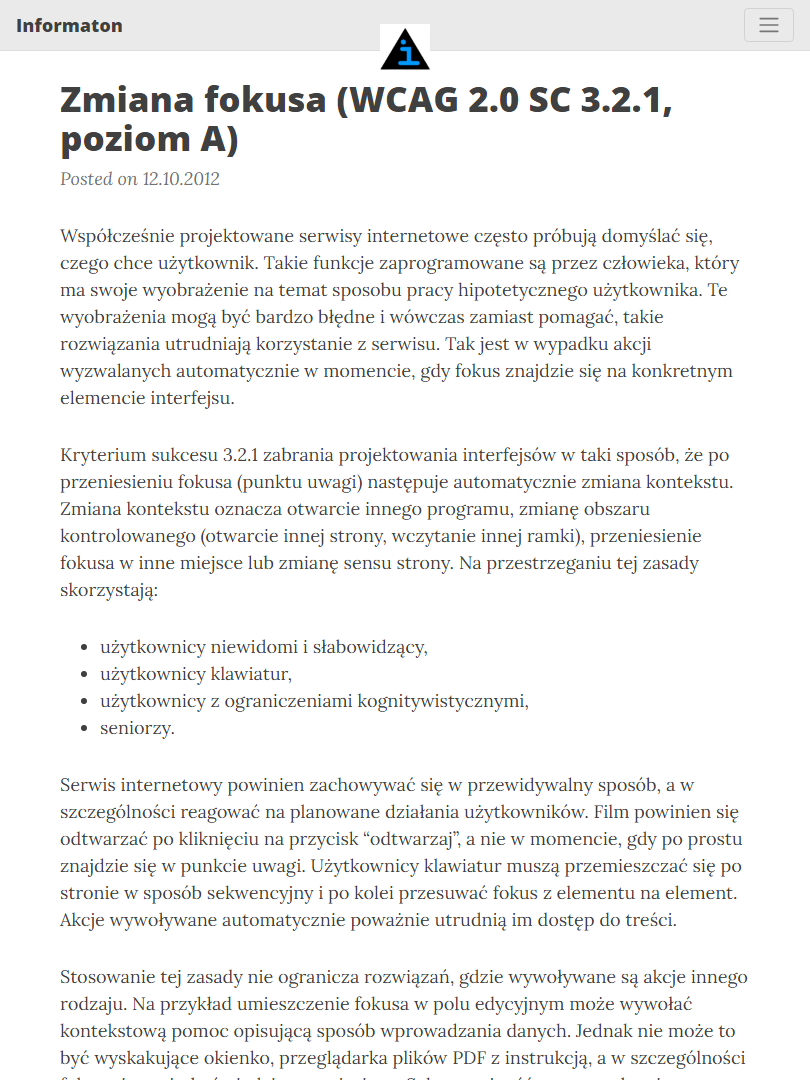 Informaton
i
Zmiana fokusa (WCAG 2.0 SC 3.2.1,
poziom A)
Posted on 12.10.2012
Współcześnie projektowane serwisy internetowe często próbują domyślać się,
czego chce użytkownik. Takie funkcje zaprogramowane są przez człowieka, który
ma swoje wyobrażenie na temat sposobu pracy hipotetycznego użytkownika. Te
wyobrażenia mogą być bardzo błędne i wówczas zamiast pomagać, takie
rozwiązania utrudniają korzystanie z serwisu. Tak jest w wypadku akcji
wyzwalanych automatycznie w momencie, gdy fokus znajdzie się na konkretnym
elemencie interfejsu.
Kryterium sukcesu 3.2.1 zabrania projektowania interfejsów w taki sposób, że po
przeniesieniu fokusa (punktu uwagi) następuje automatycznie zmiana kontekstu.
Zmiana kontekstu oznacza otwarcie innego programu, zmianę obszaru
kontrolowanego (otwarcie innej strony, wczytanie innej ramki), przeniesienie
fokusa w inne miejsce lub zmianę sensu strony. Na przestrzeganiu tej zasady
skorzystają:
• użytkownicy niewidomi i słabowidzący,
• użytkownicy klawiatur,
• użytkownicy z ograniczeniami kognitywistycznymi,
• seniorzy.
Serwis internetowy powinien zachowywać się w przewidywalny sposób, a w
szczególności reagować na planowane działania użytkowników. Film powinien się
odtwarzać po kliknięciu na przycisk “odtwarzaj”, a nie w momencie, gdy po prostu
znajdzie się w punkcie uwagi. Użytkownicy klawiatur muszą przemieszczać się po
stronie w sposób sekwencyjny i po kolei przesuwać fokus z elementu na element.
Akcje wywoływane automatycznie poważnie utrudnią im dostęp do treści.
Stosowanie tej zasady nie ogranicza rozwiązań, gdzie wywoływane są akcje innego
rodzaju. Na przykład umieszczenie fokusa w polu edycyjnym może wywołać
kontekstową pomoc opisującą sposób wprowadzania danych. Jednak nie może to
być wyskakujące okienko, przeglądarka plików PDF z instrukcją, a w szczególności